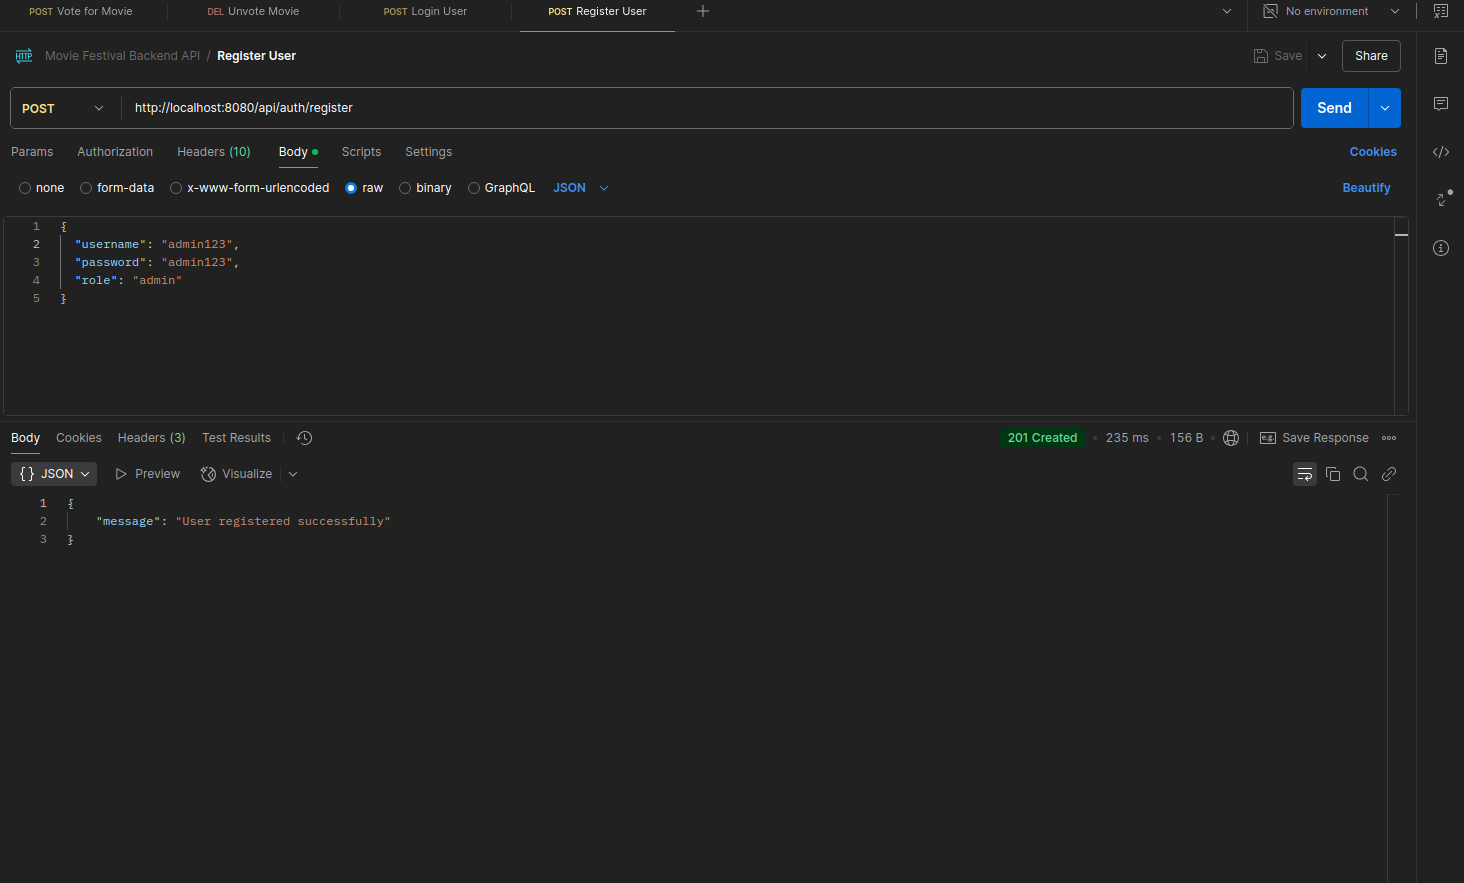 POST Vote for Movie DEL Unvote Movie POST Login User POST Register User No environment
HTTP Movie Festival Backend API / Register User Save Share
POST http://localhost:8080/api/auth/register Send
Params Authorization Headers (10) Body Scripts Settings Cookies
none form-data x-www-form-urlencoded raw binary GraphQL JSON Beautify
1 {
2 "username": "admin123",
3 "password": "admin123",
4 "role": "admin"
5 }
Body Cookies Headers (3) Test Results 201 Created • 235 ms • 156 B • e.g. Save Response
{ } JSON Preview Visualize
1 {
2 "message": "User registered successfully"
3 }